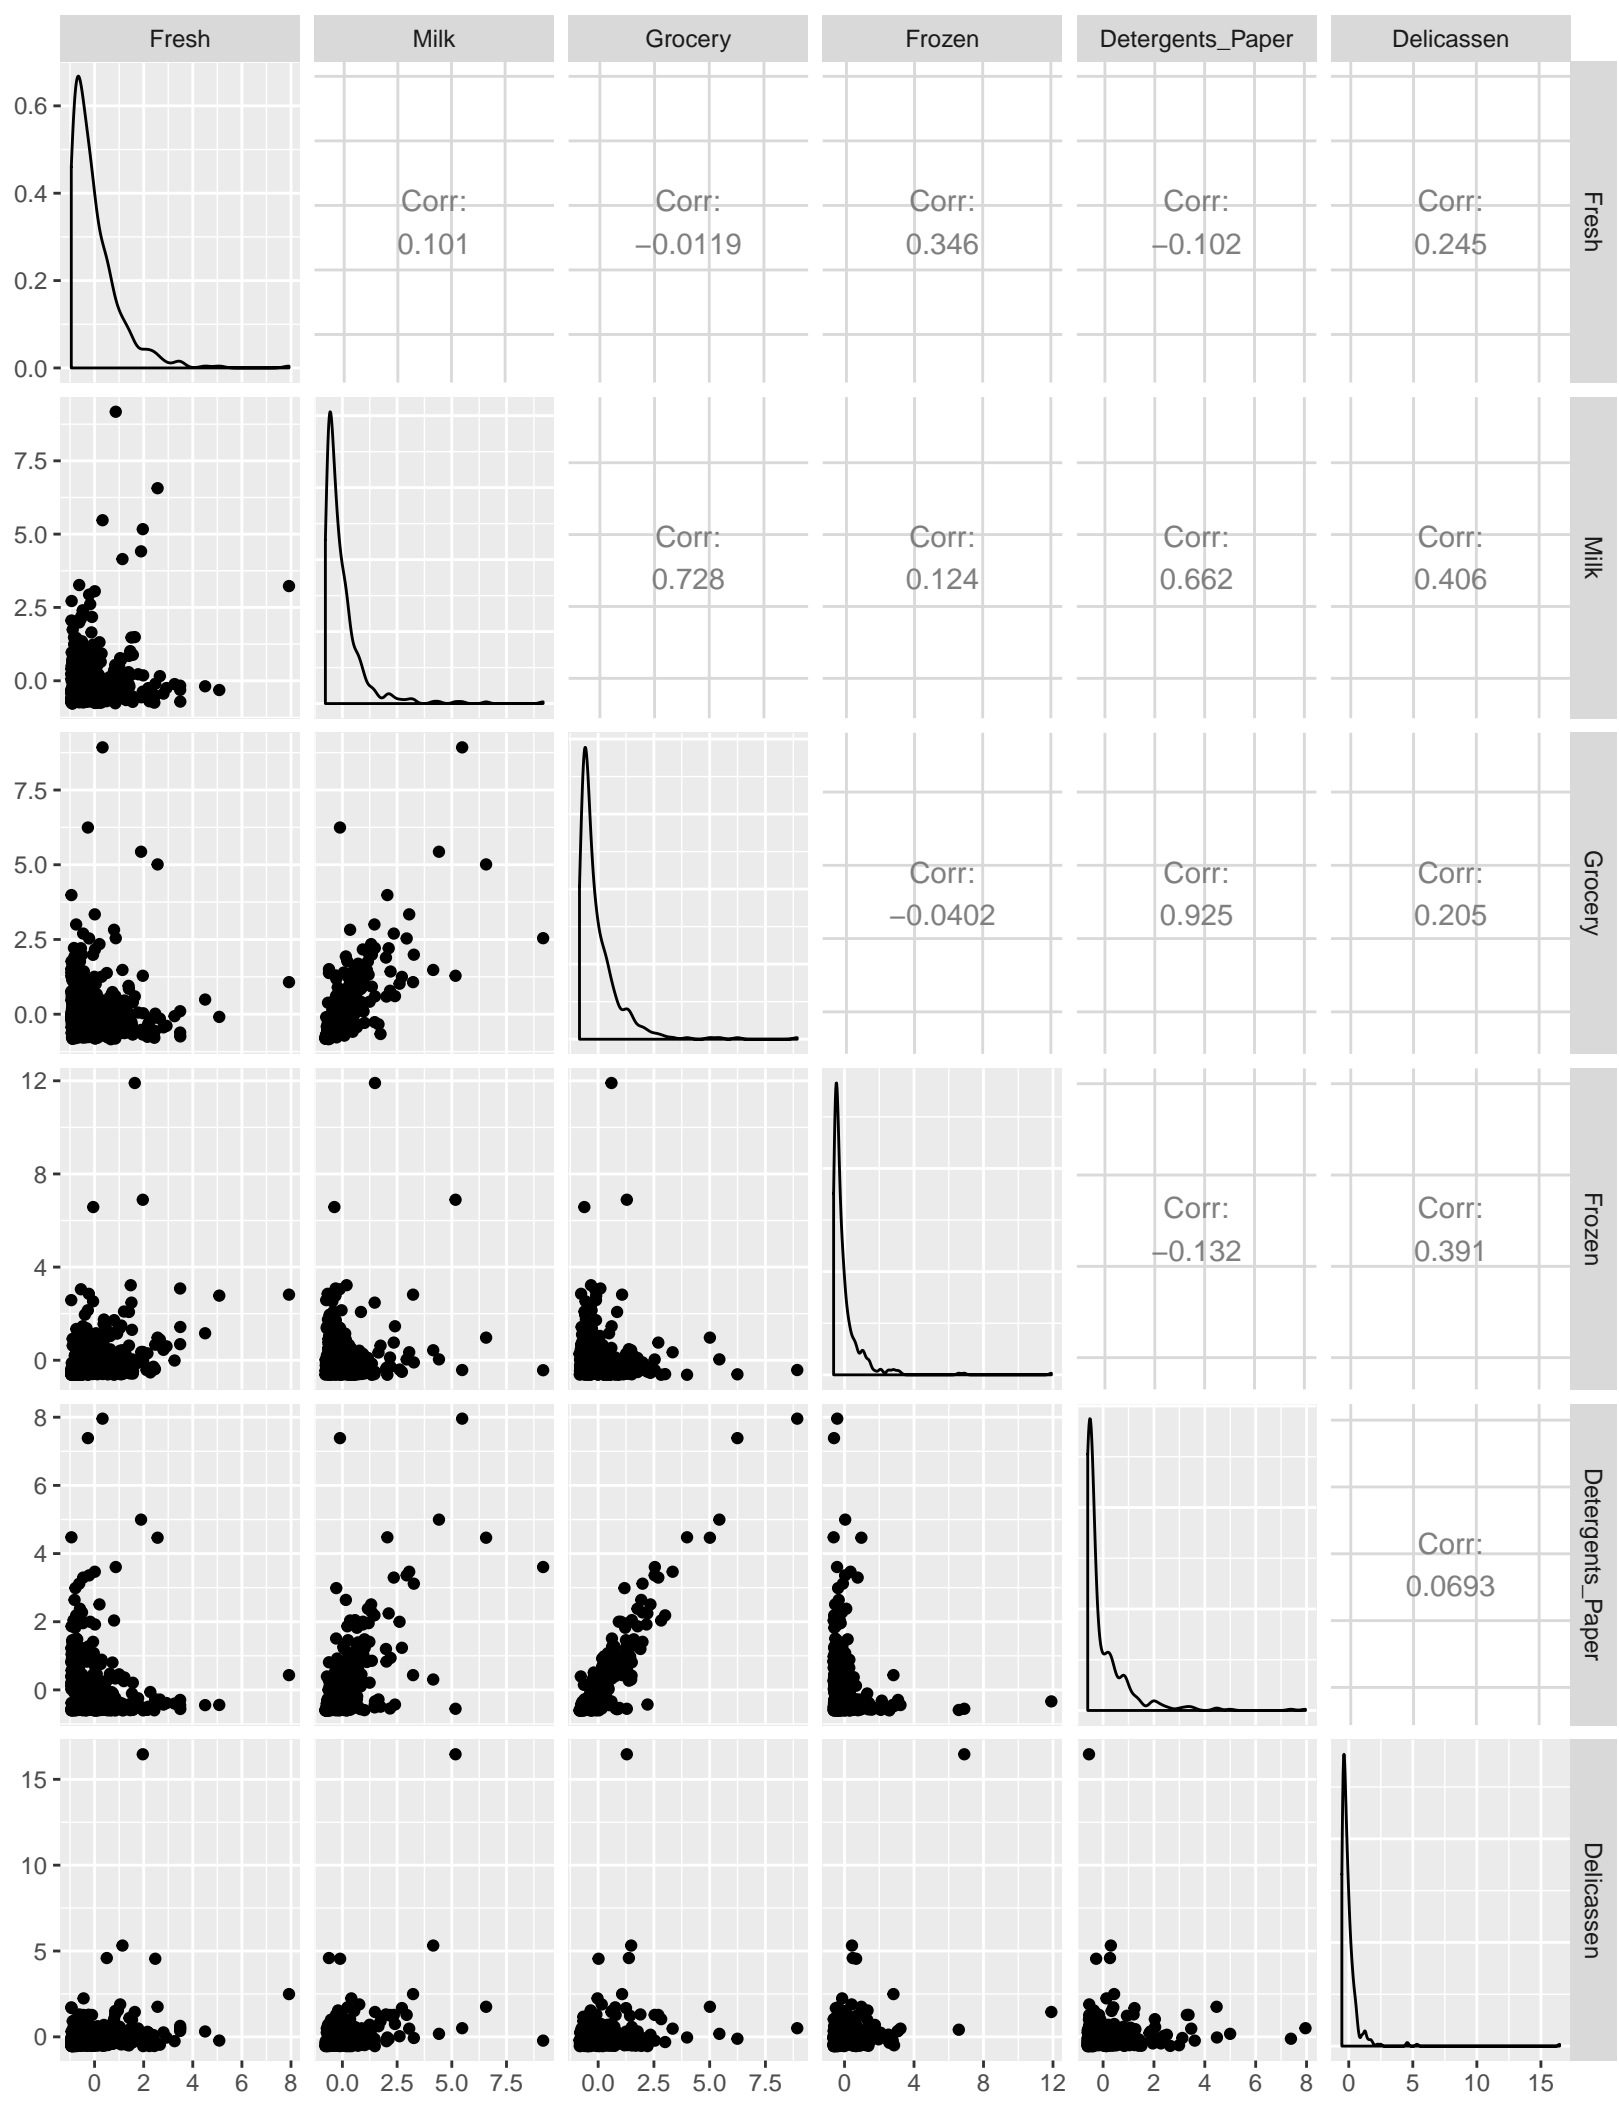 Fresh
Milk
Grocery
Frozen
Detergents_Paper
Delicassen
0.6
0.4
0.2
0.0
Corr:
0.101
Corr:
−0.0119
Corr:
0.346
Corr:
−0.102
Corr:
0.245
Fresh
7.5
5.0
2.5
0.0
Corr:
0.728
Corr:
0.124
Corr:
0.662
Corr:
0.406
Milk
7.5
5.0
2.5
0.0
Corr:
−0.0402
Corr:
0.925
Corr:
0.205
Grocery
12
8
4
0
Corr:
−0.132
Corr:
0.391
Frozen
8
6
4
2
0
Corr:
0.0693
Detergents_Paper
15
10
5
0
Delicassen
0 2 4 6 8
0.0 2.5 5.0 7.5
0.0 2.5 5.0 7.5
0 4 8 12
0 2 4 6 8
0 5 10 15